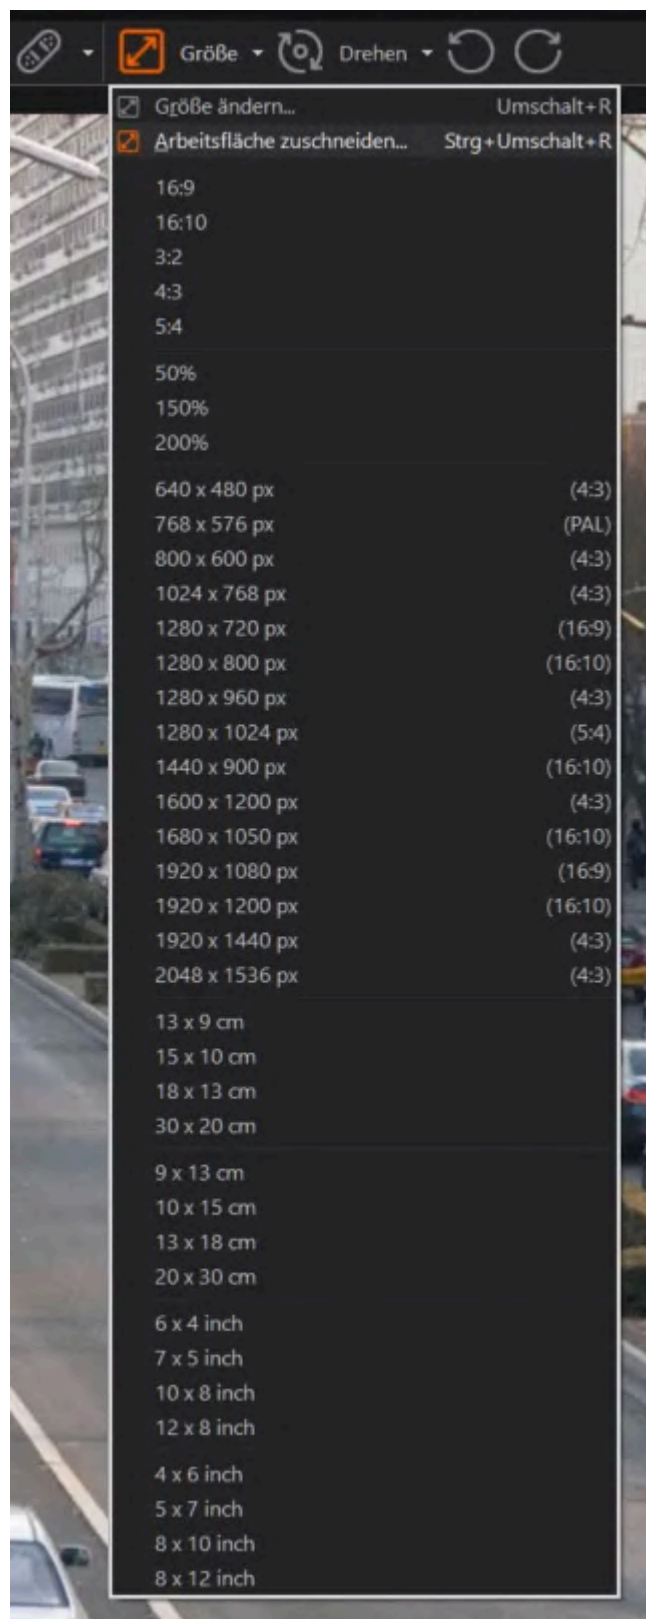 Größe Drehen
Größe ändern... Umschalt+R
Arbeitsfläche zuschneiden... Strg+Umschalt+R
16:9
16:10
3:2
4:3
5:4
50%
150%
200%
640 x 480 px (4:3)
768 x 576 px (PAL)
800 x 600 px (4:3)
1024 x 768 px (4:3)
1280 x 720 px (16:9)
1280 x 800 px (16:10)
1280 x 960 px (4:3)
1280 x 1024 px (5:4)
1440 x 900 px (16:10)
1600 x 1200 px (4:3)
1680 x 1050 px (16:10)
1920 x 1080 px (16:9)
1920 x 1200 px (16:10)
1920 x 1440 px (4:3)
2048 x 1536 px (4:3)
13 x 9 cm
15 x 10 cm
18 x 13 cm
30 x 20 cm
9 x 13 cm
10 x 15 cm
13 x 18 cm
20 x 30 cm
6 x 4 inch
7 x 5 inch
10 x 8 inch
12 x 8 inch
4 x 6 inch
5 x 7 inch
8 x 10 inch
8 x 12 inch